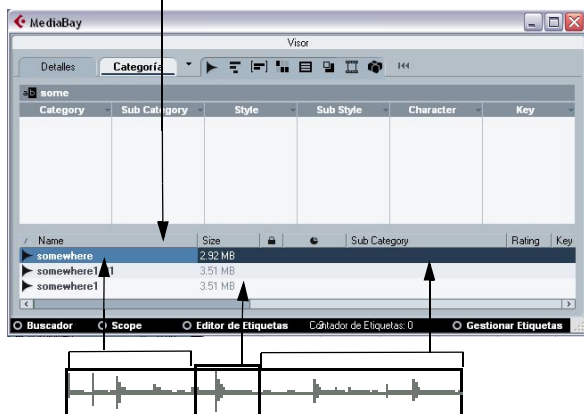 MediaBay
Visor
Detalles Categoría
some
Category Sub Category Style Sub Style Character Key
Name Size Sub Category Rating Key
somewhere 2.92 MB
3.51 MB
somewhere1 3.51 MB
Buscador Scope Editor de Etiquetas Contador de Etiquetas: 0 Gestionar Etiquetas